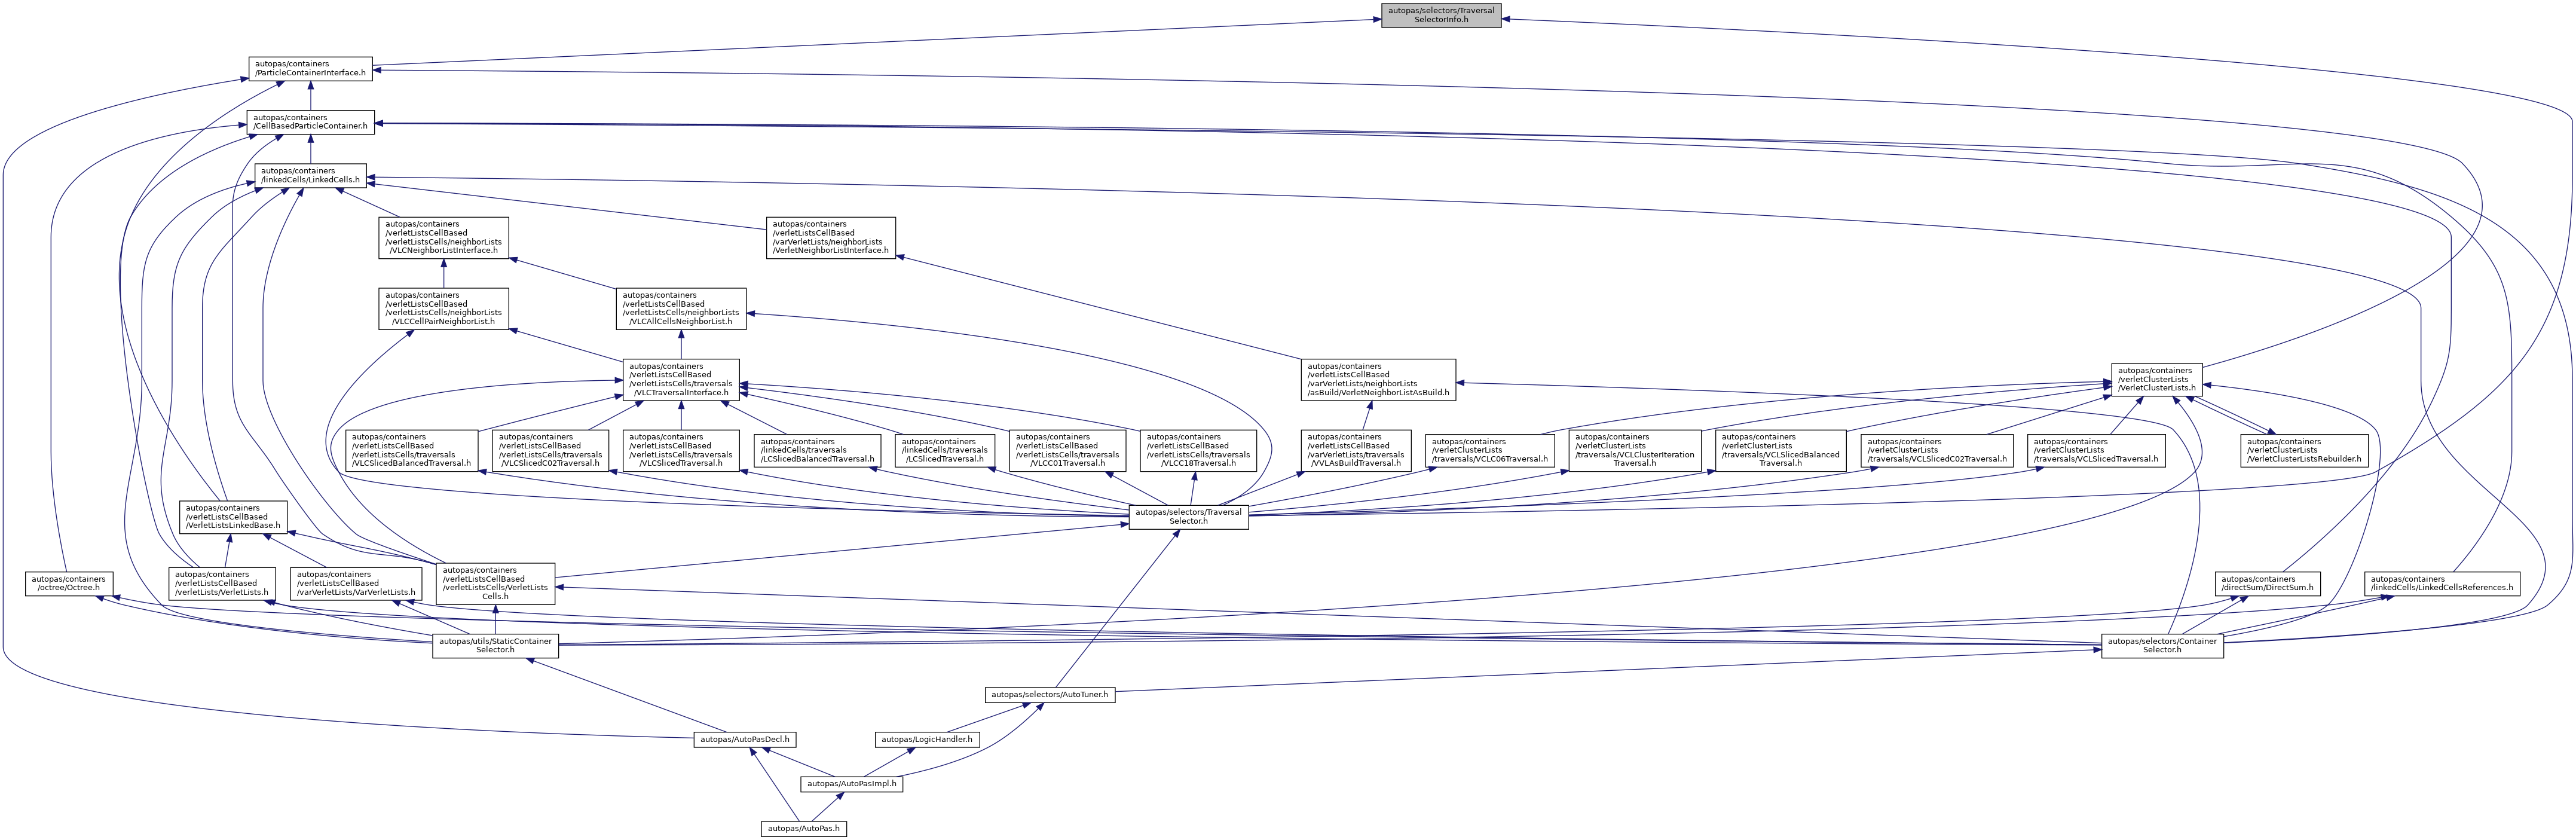 autopas/selectors/Traversal
SelectorInfo.h
autopas/containers
/ParticleContainerInterface.h
autopas/containers
/CellBasedParticleContainer.h
autopas/containers
/linkedCells/LinkedCells.h
autopas/containers
/verletListsCellBased
/verletListsCells/neighborLists
/VLCNeighborListInterface.h
autopas/containers
/verletListsCellBased
/varVerletLists/neighborLists
/VerletNeighborListInterface.h
autopas/containers
/verletListsCellBased
/verletListsCells/neighborLists
/VLCCellPairNeighborList.h
autopas/containers
/verletListsCellBased
/verletListsCells/neighborLists
/VLCAllCellsNeighborList.h
autopas/containers
/verletListsCellBased
/verletListsCells/traversals
/VLCTraversalInterface.h
autopas/containers
/verletListsCellBased
/varVerletLists/neighborLists
/asBuild/VerletNeighborListAsBuild.h
autopas/containers
/verletClusterLists
/VerletClusterLists.h
autopas/containers
/verletListsCellBased
/verletListsCells/traversals
/VLCSlicedBalancedTraversal.h
autopas/containers
/verletListsCellBased
/verletListsCells/traversals
/VLCSlicedC02Traversal.h
autopas/containers
/verletListsCellBased
/verletListsCells/traversals
/VLCSlicedTraversal.h
autopas/containers
/linkedCells/traversals
/LCSlicedBalancedTraversal.h
autopas/containers
/linkedCells/traversals
/LCSlicedTraversal.h
autopas/containers
/verletListsCellBased
/verletListsCells/traversals
/VLCC01Traversal.h
autopas/containers
/verletListsCellBased
/verletListsCells/traversals
/VLCC18Traversal.h
autopas/containers
/verletListsCellBased
/varVerletLists/traversals
/VVLAsBuildTraversal.h
autopas/containers
/verletClusterLists
/traversals/VCLC06Traversal.h
autopas/containers
/verletClusterLists
/traversals/VCLClusterIteration
Traversal.h
autopas/containers
/verletClusterLists
/traversals/VCLSlicedBalanced
Traversal.h
autopas/containers
/verletClusterLists
/traversals/VCLSlicedC02Traversal.h
autopas/containers
/verletClusterLists
/traversals/VCLSlicedTraversal.h
autopas/containers
/verletClusterLists
/VerletClusterListsRebuilder.h
autopas/containers
/verletListsCellBased
/VerletListsLinkedBase.h
autopas/selectors/Traversal
Selector.h
autopas/containers
/octree/Octree.h
autopas/containers
/verletListsCellBased
/verletLists/VerletLists.h
autopas/containers
/verletListsCellBased
/varVerletLists/VarVerletLists.h
autopas/containers
/verletListsCellBased
/verletListsCells/VerletLists
Cells.h
autopas/containers
/directSum/DirectSum.h
autopas/containers
/linkedCells/LinkedCellsReferences.h
autopas/utils/StaticContainer
Selector.h
autopas/selectors/Container
Selector.h
autopas/selectors/AutoTuner.h
autopas/AutoPasDecl.h
autopas/LogicHandler.h
autopas/AutoPasImpl.h
autopas/AutoPas.h